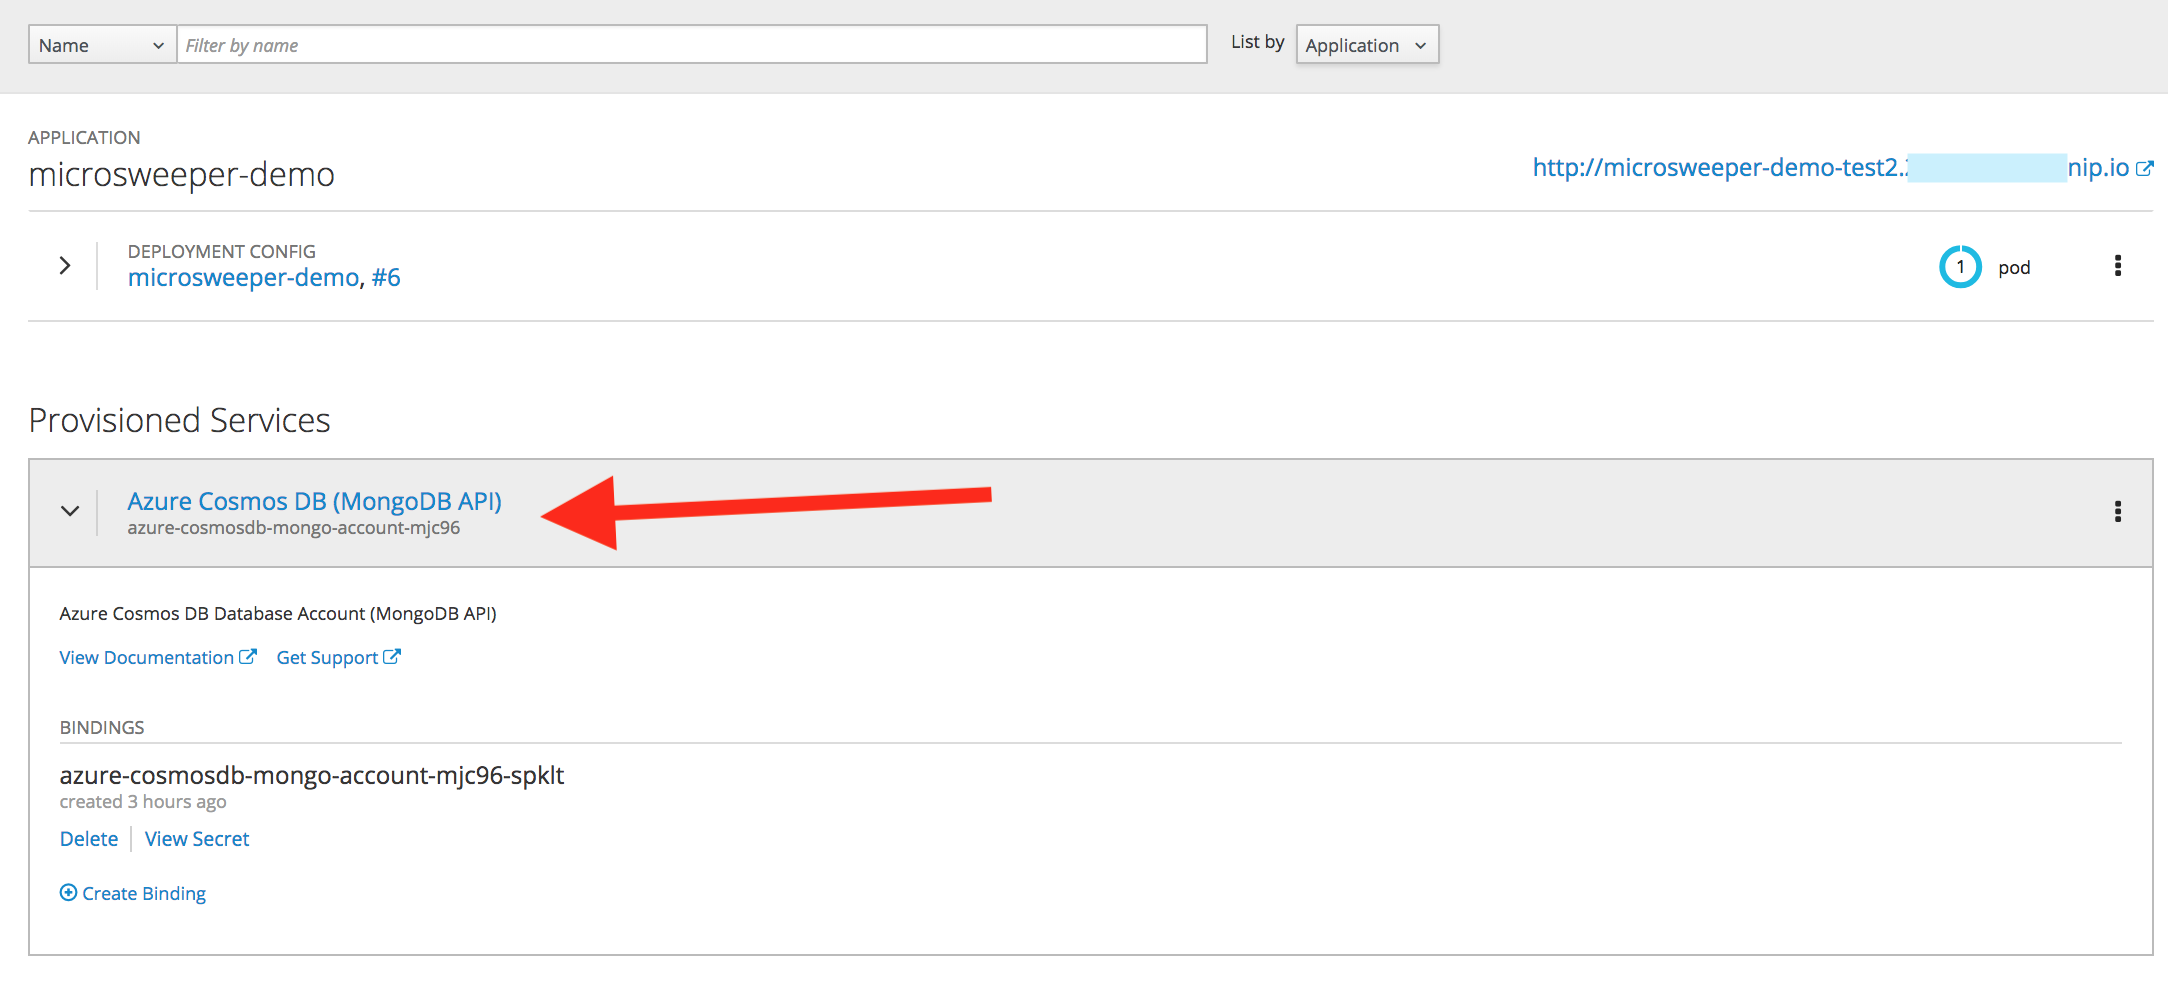 Name Filter by name List by Application
APPLICATION
microsweeper-demo
http://microsweeper-demo-test2. nip.io
DEPLOYMENT CONFIG
microsweeper-demo, #6
1 pod
Provisioned Services
Azure Cosmos DB (MongoDB API)
azure-cosmosdb-mongo-account-mjc96
Azure Cosmos DB Database Account (MongoDB API)
View Documentation Get Support
BINDINGS
azure-cosmosdb-mongo-account-mjc96-spklt
created 3 hours ago
Delete View Secret
Create Binding